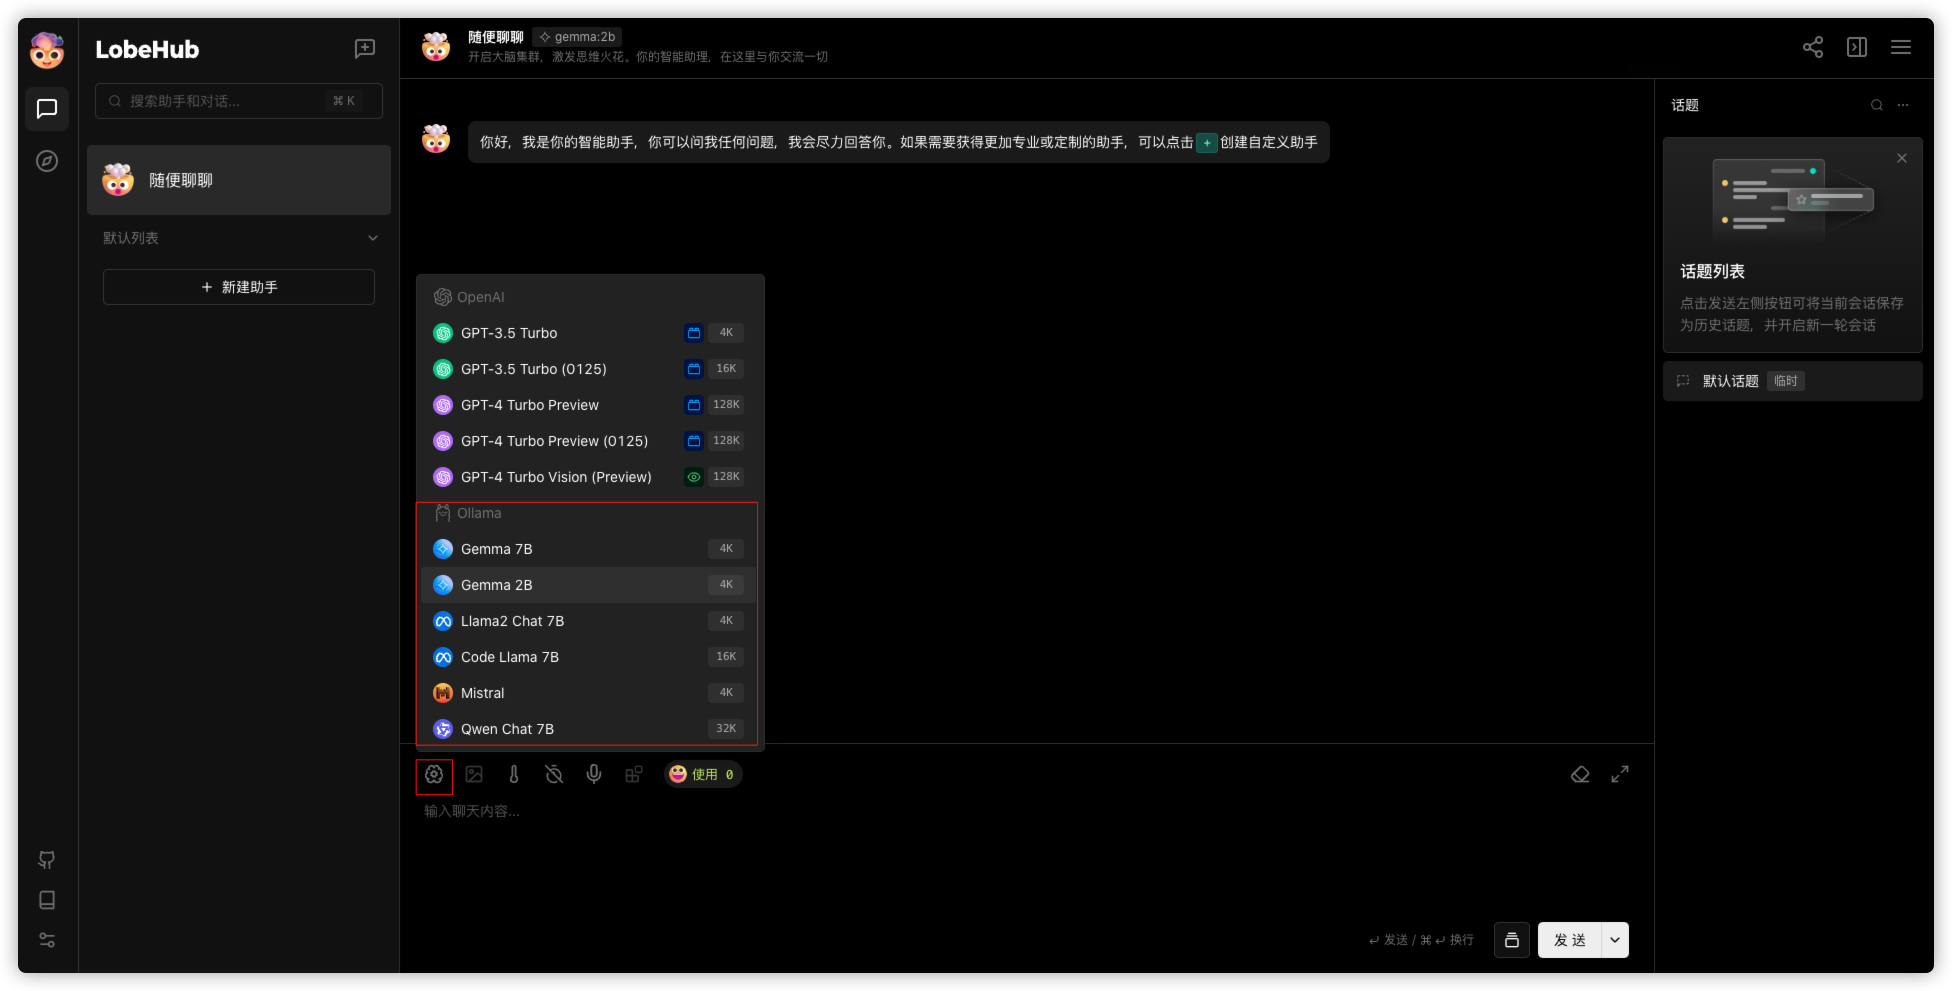 LobeHub
搜索助手和对话...
⌘ K
随便聊聊
默认列表
+ 新建助手
随便聊聊 gemma:2b
开启大脑集群，激发思维火花。你的智能助理，在这里与你交流一切
你好，我是你的智能助手，你可以问我任何问题，我会尽力回答你。如果需要获得更加专业或定制的助手，可以点击 + 创建自定义助手
OpenAI
GPT-3.5 Turbo 4K
GPT-3.5 Turbo (0125) 16K
GPT-4 Turbo Preview 128K
GPT-4 Turbo Preview (0125) 128K
GPT-4 Turbo Vision (Preview) 128K
Ollama
Gemma 7B 4K
Gemma 2B 4K
Llama2 Chat 7B 4K
Code Llama 7B 16K
Mistral 4K
Qwen Chat 7B 32K
使用 0
输入聊天内容...
↵ 发送 / ⌘ ↵ 换行
发 送
话题
话题列表
点击发送左侧按钮可将当前会话保存
为历史话题，并开启新一轮会话
默认话题 临时